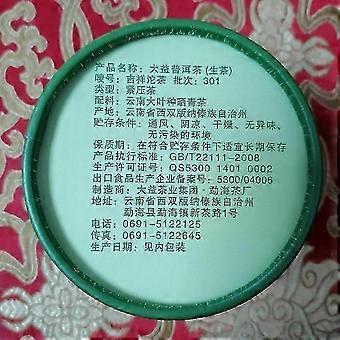 产品名称：大益普洱茶(生茶)
唛号：吉祥沱茶 批次：301
类型：紧压茶
配料：云南大叶种晒青茶
产地：云南省西双版纳傣族自治州
贮存条件：通风、阴凉、干燥、无异味、
无污染的环境
保质期：在符合贮存条件下适宜长期保存
产品执行标准：GB/T22111-2008
生产许可证号：QS5300 1401 0002
出口食品生产企业备案号：5300/04006
制造商：大益茶业集团·勐海茶厂
地址：云南省西双版纳傣族自治州
勐海县勐海镇新茶路1号
电话：0691-5122125
传真：0691-5122645
生产日期：见内包装